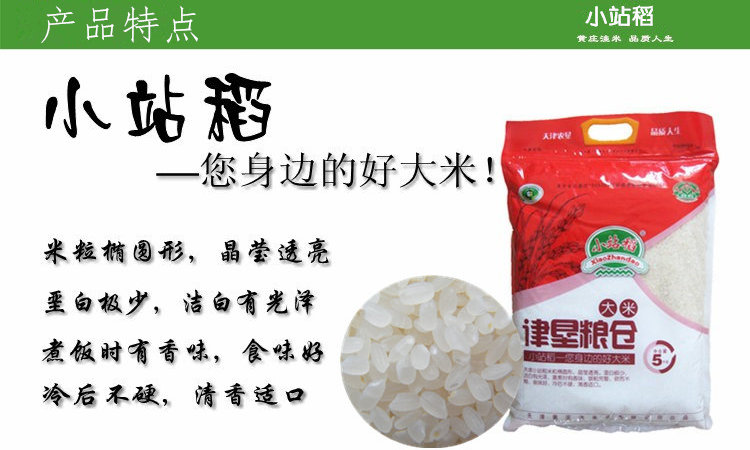 产品特点
小站稻
黄庄渔米 品质人生
小站稻
—您身边的好大米！
米粒椭圆形，晶莹透亮
垩白极少，洁白有光泽
煮饭时有香味，食味好
冷后不硬，清香适口
天津农垦
品质人生
小站稻
XiaoZhandao
大米
津垦粮仓
小站稻—您身边的好大米
5